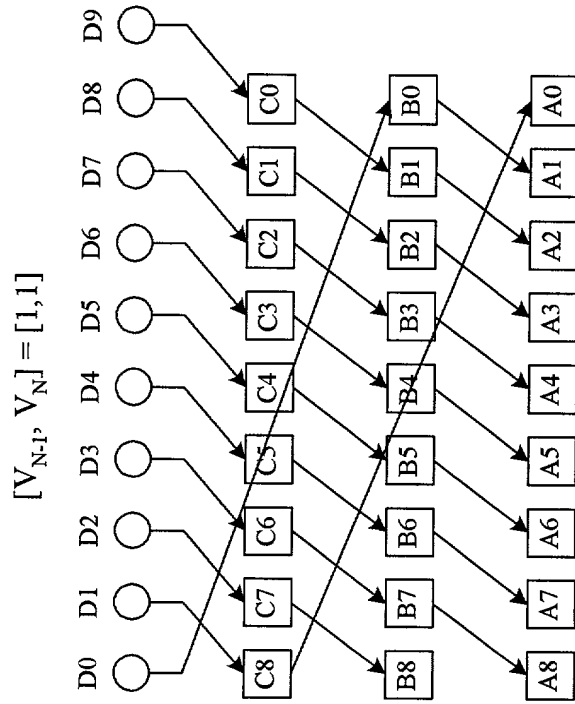 [V_{N-1}, V_N] = [1,1]
D0 D1 D2 D3 D4 D5 D6 D7 D8 D9
C8 C7 C6 C5 C4 C3 C2 C1 C0
B8 B7 B6 B5 B4 B3 B2 B1 B0
A8 A7 A6 A5 A4 A3 A2 A1 A0